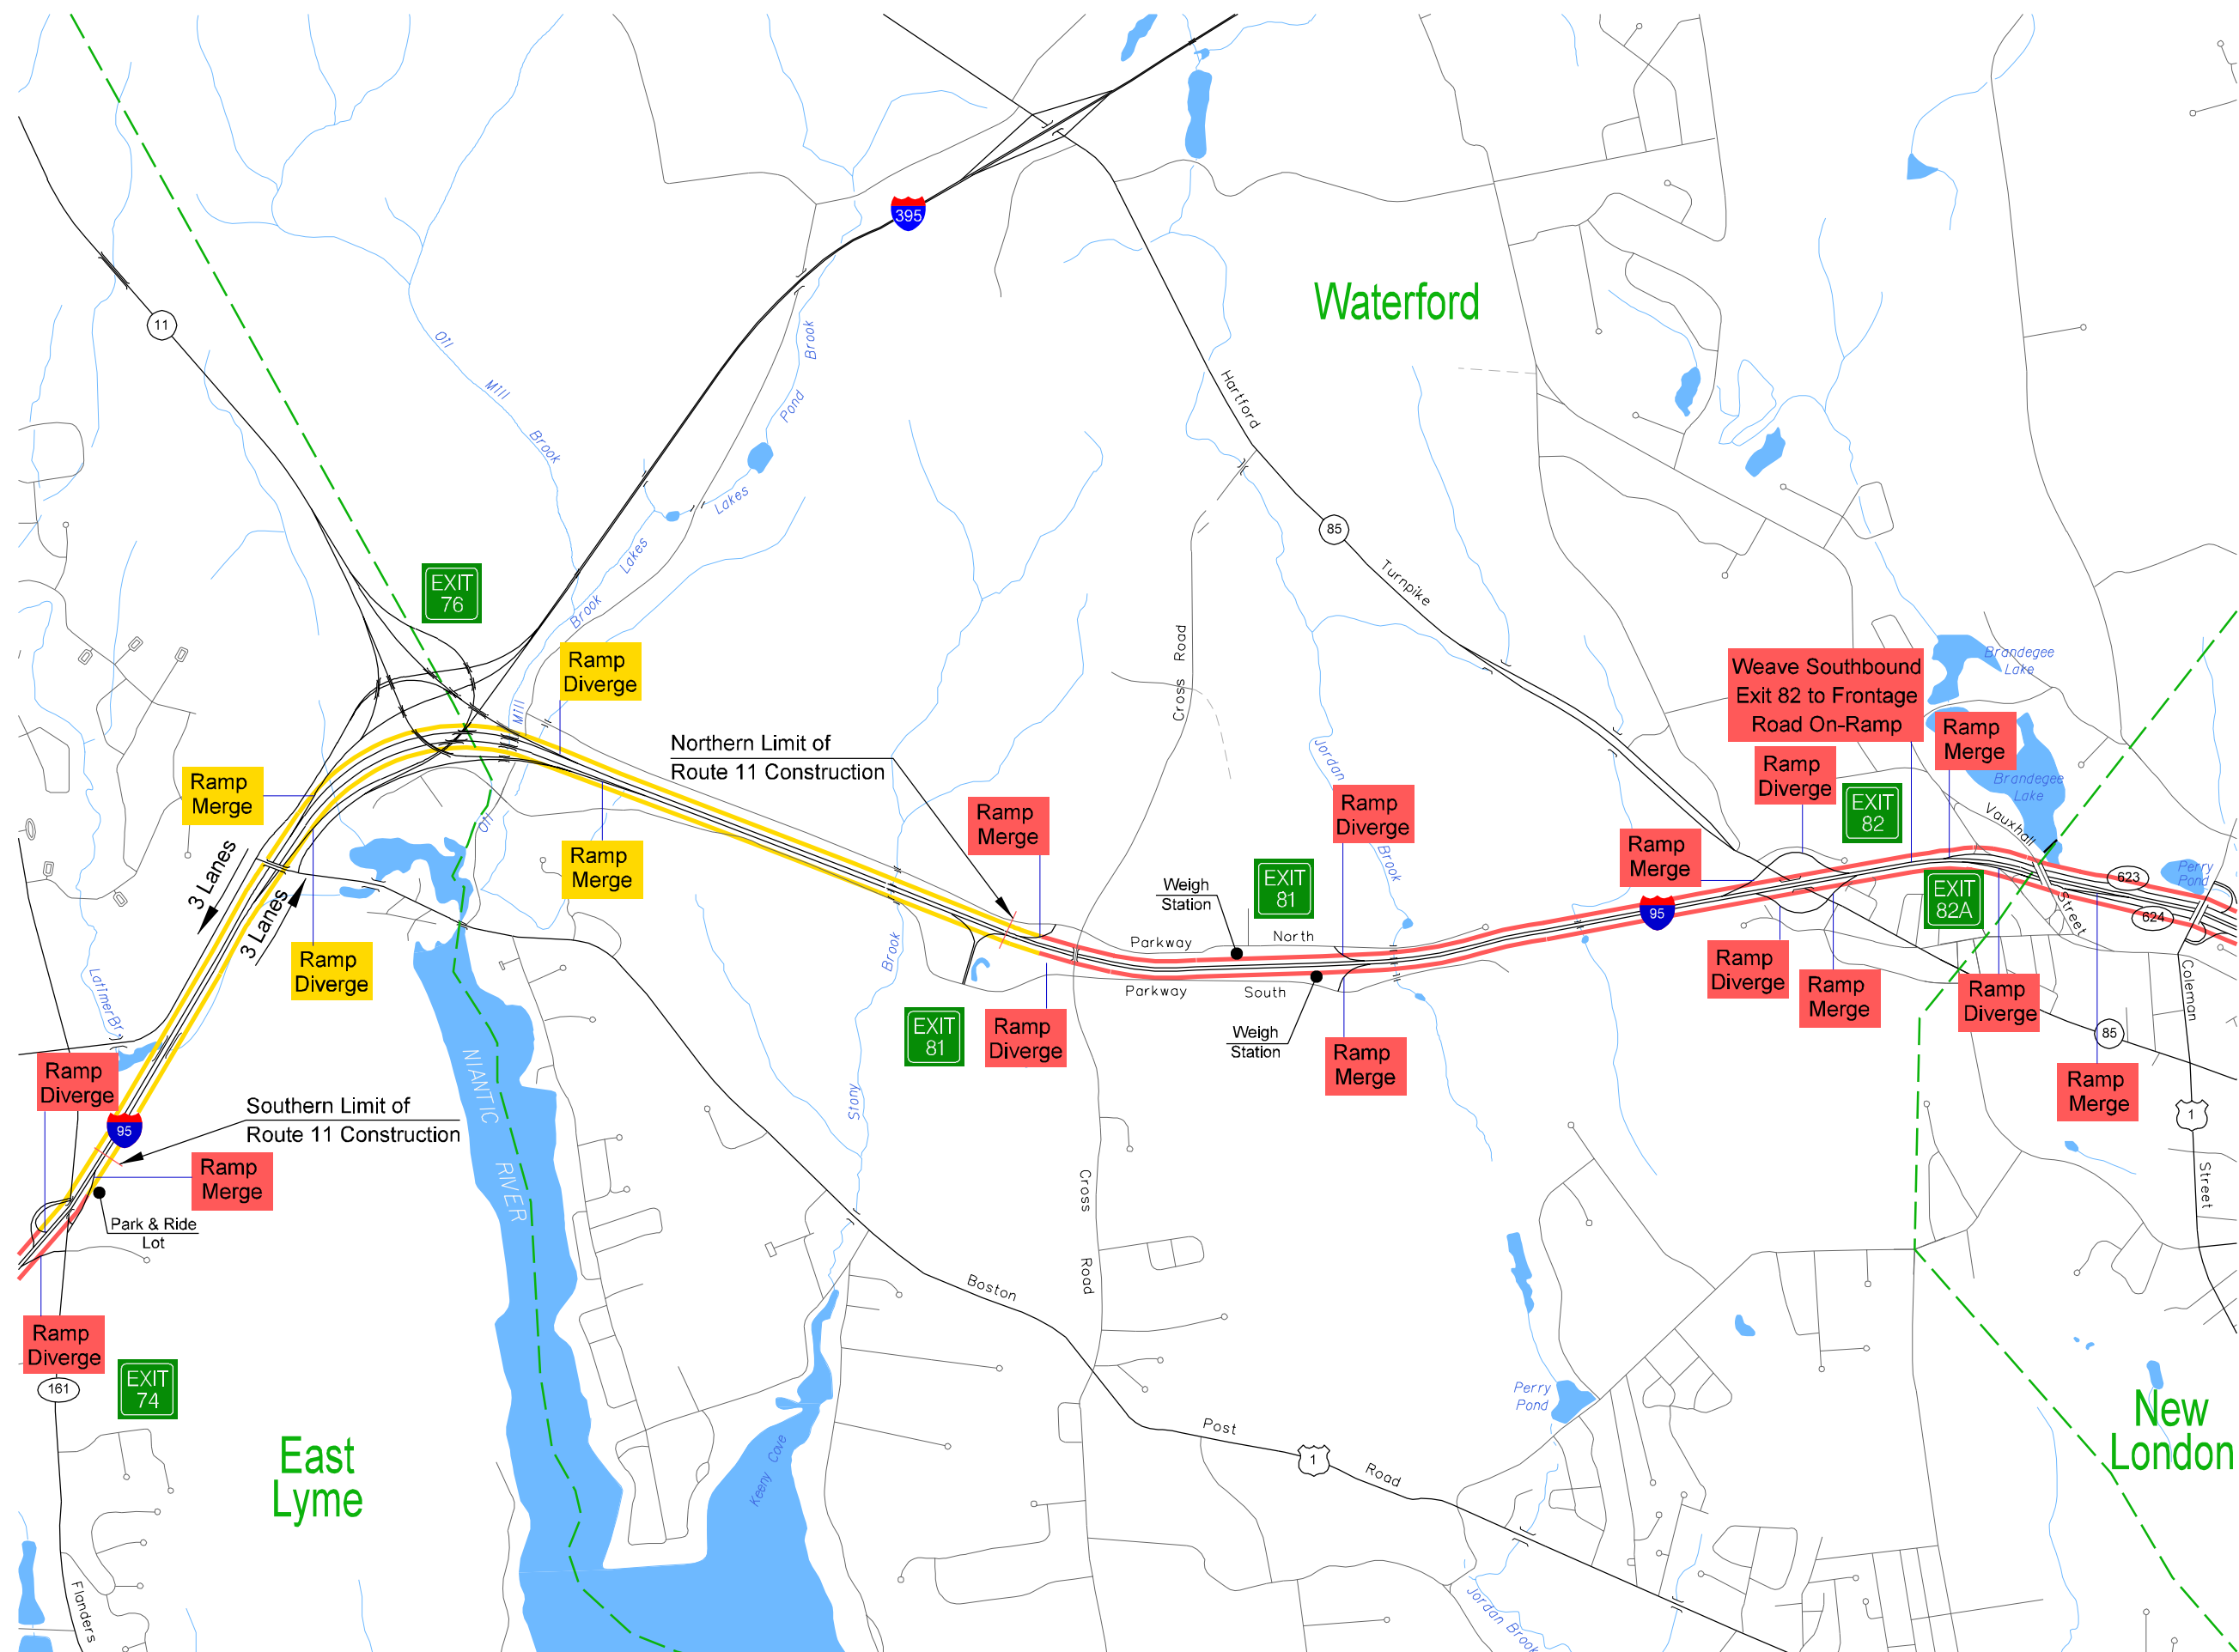 395
Waterford
11
Oil
Mill
Brook
Brook
Pond
Lakes
Hartford
85
Turnpike
EXIT
76
Lakes
Brook
Mill
Oil
Ramp
Diverge
Cross Road
Northern Limit of
Route 11 Construction
Ramp
Merge
3 Lanes
3 Lanes
Ramp
Merge
Ramp
Diverge
Ramp
Merge
Ramp
Diverge
Jordan
Brook
Weigh
Station
EXIT
81
Parkway
North
Parkway
South
Weigh
Station
Ramp
Merge
Ramp
Diverge
EXIT
81
Brook
Stony
Weave Southbound
Exit 82 to Frontage
Road On-Ramp
Ramp
Diverge
Ramp
Merge
EXIT
82
Brandegee
Lake
Brandegee
Lake
Vauxhall
Street
Ramp
Merge
95
EXIT
82A
623
624
Perry
Pond
Ramp
Diverge
Ramp
Merge
Ramp
Diverge
85
Ramp
Merge
Coleman
1
Street
Latimer Br.
Ramp
Diverge
95
Southern Limit of
Route 11 Construction
Ramp
Merge
Park & Ride
Lot
Ramp
Diverge
161
EXIT
74
NIANTIC
RIVER
East
Lyme
Keeny Cove
Flanders
Cross
Road
Boston
Post
1
Road
Perry
Pond
Jordan Brook
New
London